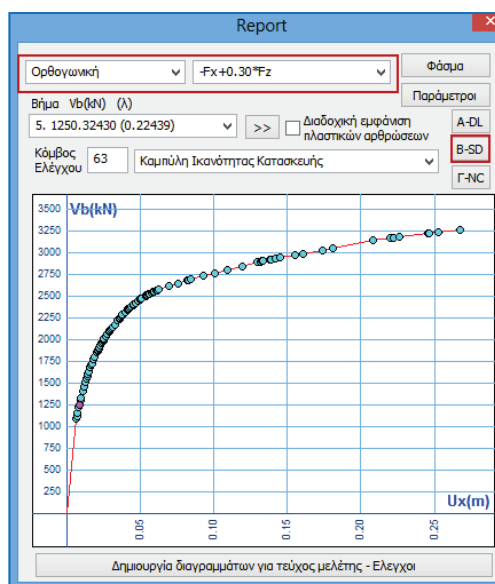 Report
Ορθογωνική -Fx+0.30*Fz Φάσμα
Παράμετροι
Βήμα Vb(kN) (λ)
5. 1250.32430 (0.22439) >> Διαδοχική εμφάνιση πλαστικών αρθρώσεων A-DL
Κόμβος Ελέγχου 63 Καμπύλη Ικανότητας Κατασκευής B-SD
Γ-NC
Vb(kN)
3500
3250
3000
2750
2500
2250
2000
1750
1500
1250
1000
750
500
250
Ux(m)
0.05 0.10 0.15 0.20 0.25
Δημιουργία διαγραμμάτων για τεύχος μελέτης - Ελεγχοι